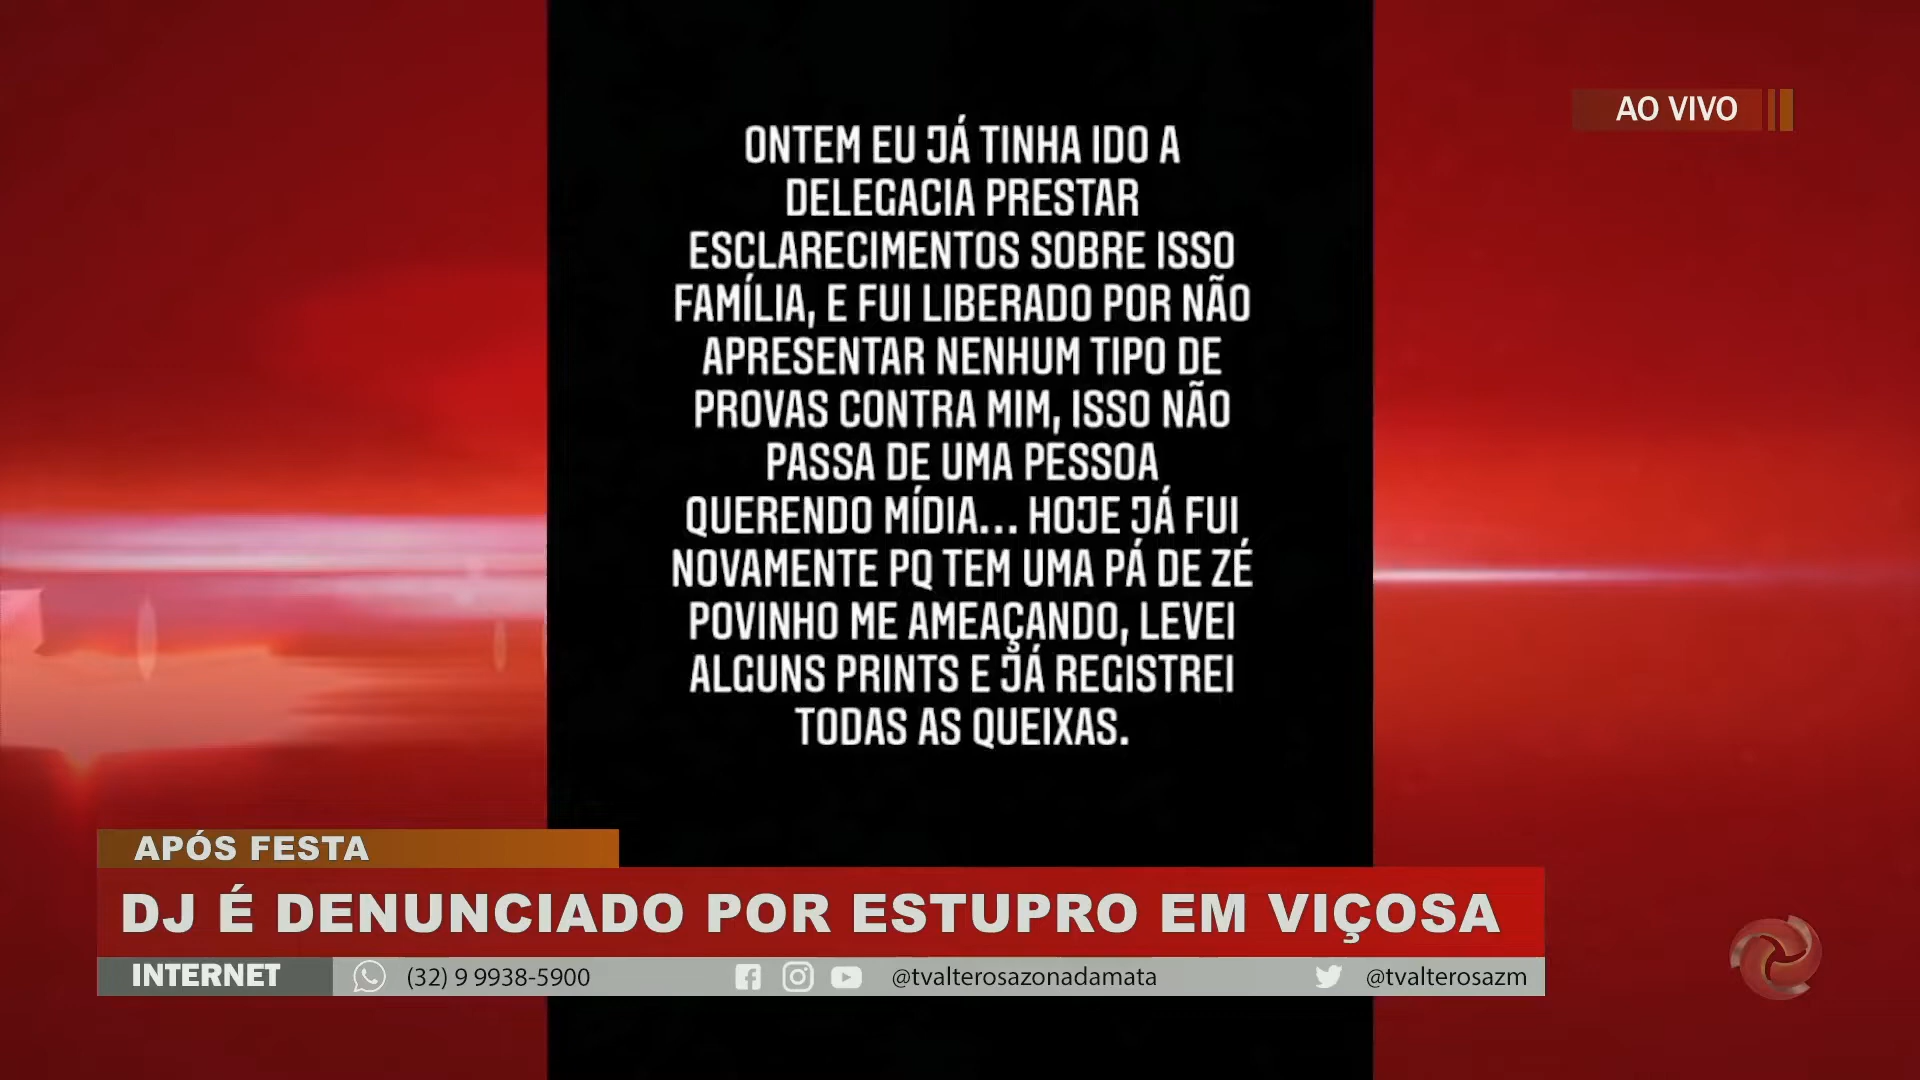 AO VIVO
ONTEM EU JÁ TINHA IDO A
DELEGACIA PRESTAR
ESCLARECIMENTOS SOBRE ISSO
FAMÍLIA, E FUI LIBERADO POR NÃO
APRESENTAR NENHUM TIPO DE
PROVAS CONTRA MIM, ISSO NÃO
PASSA DE UMA PESSOA
QUERENDO MÍDIA... HOJE JÁ FUI
NOVAMENTE PQ TEM UMA PÁ DE ZÉ
POVINHO ME AMEAÇANDO, LEVEI
ALGUNS PRINTS E JÁ REGISTREI
TODAS AS QUEIXAS.
APÓS FESTA
DJ É DENUNCIADO POR ESTUPRO EM VIÇOSA
INTERNET (32) 9 9938-5900 @tvalterosazonadamata @tvalterosazm